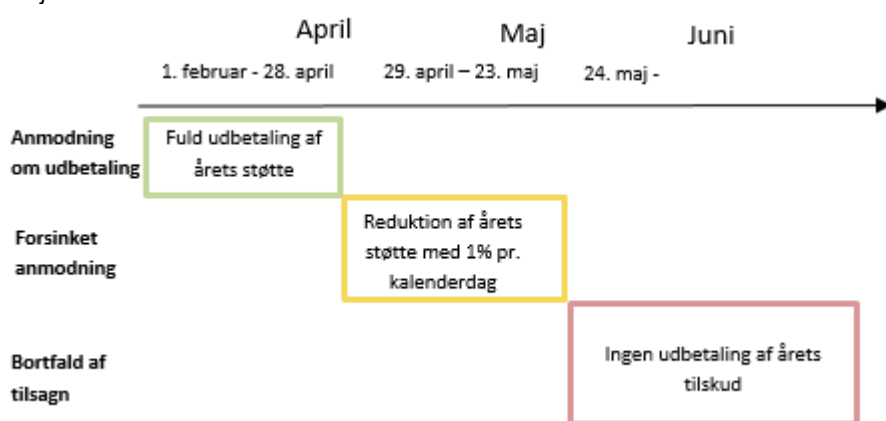 April Maj Juni
1. februar - 28. april 29. april – 23. maj 24. maj -
Anmodning
om udbetaling
Fuld udbetaling af
årets støtte
Forsinket
anmodning
Reduktion af årets
støtte med 1% pr.
kalenderdag
Bortfald af
tilsagn
Ingen udbetaling af årets
tilskud